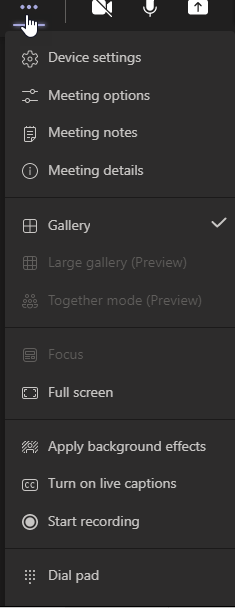 Device settings
Meeting options
Meeting notes
Meeting details
Gallery
Large gallery (Preview)
Together mode (Preview)
Focus
Full screen
Apply background effects
CC Turn on live captions
Start recording
Dial pad